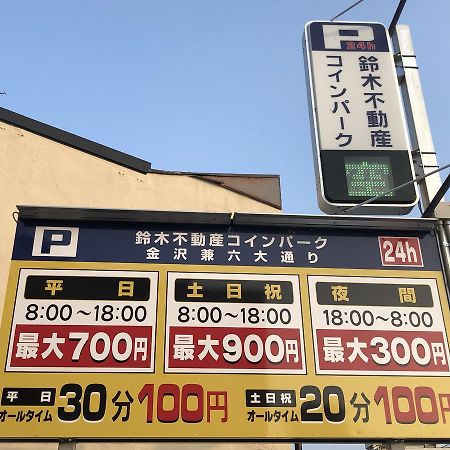 P 24h
鈴木不動産
コインパーク
空
P 鈴木不動産コインパーク
金沢兼六大通り
24h
平日
8:00～18:00
最大700円
土日祝
8:00～18:00
最大900円
夜間
18:00～8:00
最大300円
平日
オールタイム
30分100円
土日祝
オールタイム
20分100円